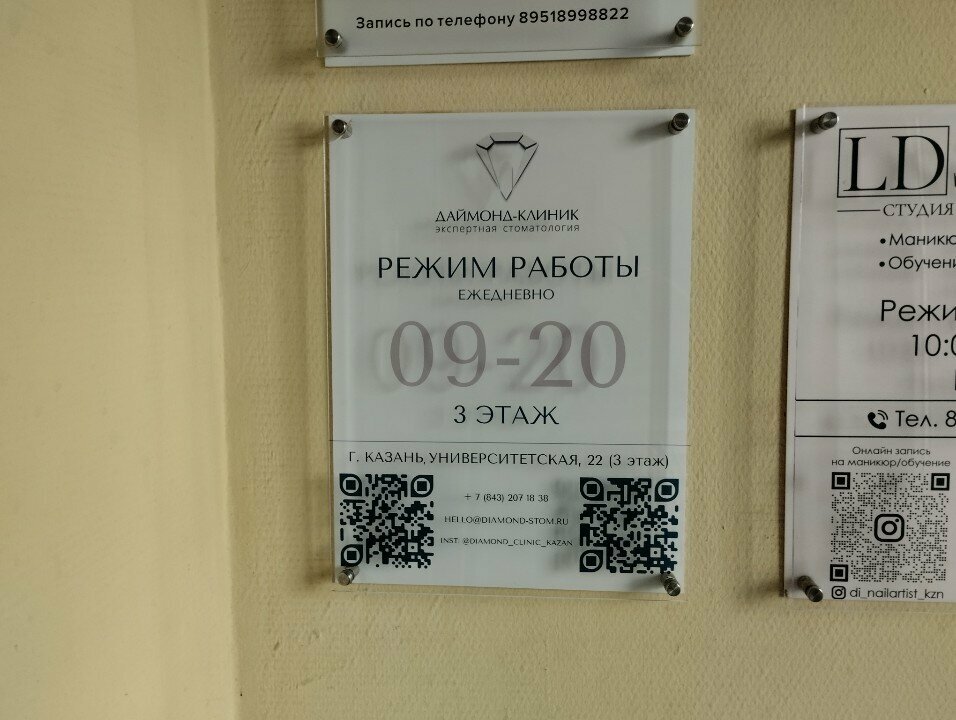 Запись по телефону 89518998822
ДАЙМОНД-КЛИНИК
экспертная стоматология
РЕЖИМ РАБОТЫ
ЕЖЕДНЕВНО
09-20
3 ЭТАЖ
Г. КАЗАНЬ, УНИВЕРСИТЕТСКАЯ, 22 (3 этаж)
+ 7 (843) 207 18 38
HELLO@DIAMOND-STOM.RU
INST: @DIAMOND_CLINIC_KAZAN
LD
СТУДИЯ
• Маникю
• Обучени
Режи
10:0
Тел. 8
Онлайн запись
на маникюр/обучение
di_nailartist_kzn